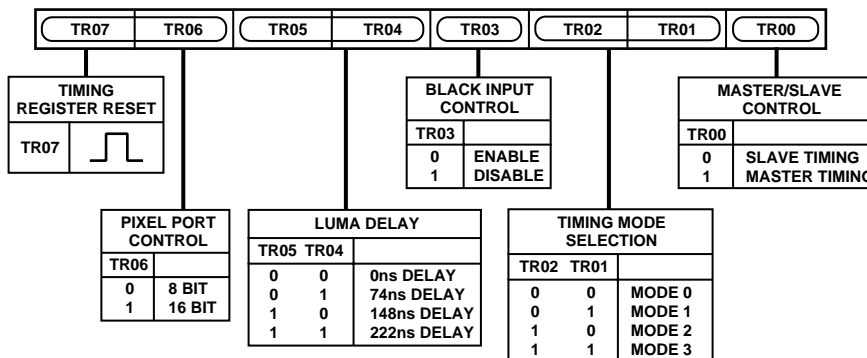 TR07 TR06 TR05 TR04 TR03 TR02 TR01 TR00
TIMING
REGISTER RESET
TR07
BLACK INPUT
CONTROL
TR03
0 ENABLE
1 DISABLE
MASTER/SLAVE
CONTROL
TR00
0 SLAVE TIMING
1 MASTER TIMING
PIXEL PORT
CONTROL
TR06
0 8 BIT
1 16 BIT
LUMA DELAY
TR05 TR04
0 0 0ns DELAY
0 1 74ns DELAY
1 0 148ns DELAY
1 1 222ns DELAY
TIMING MODE
SELECTION
TR02 TR01
0 0 MODE 0
0 1 MODE 1
1 0 MODE 2
1 1 MODE 3